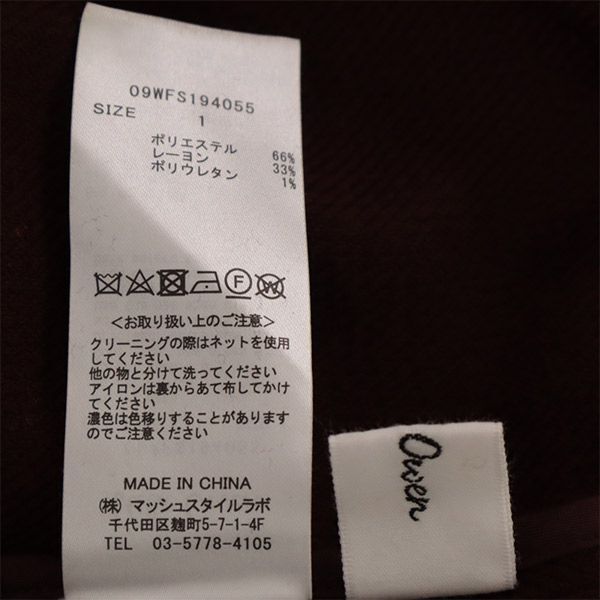 09WFS194055
SIZE 1
ポリエステル 66%
レーヨン 33%
ポリウレタン 1%
F
W
<お取り扱い上のご注意>
クリーニングの際はネットを使用
してください
他の物と分けて洗ってください
アイロンは裏からあて布してかけ
てください
濃色は色移りすることがあります
のでご注意ください
MADE IN CHINA
(株) マッシュスタイルラボ
千代田区麹町5-7-1-4F
TEL 03-5778-4105
Owen